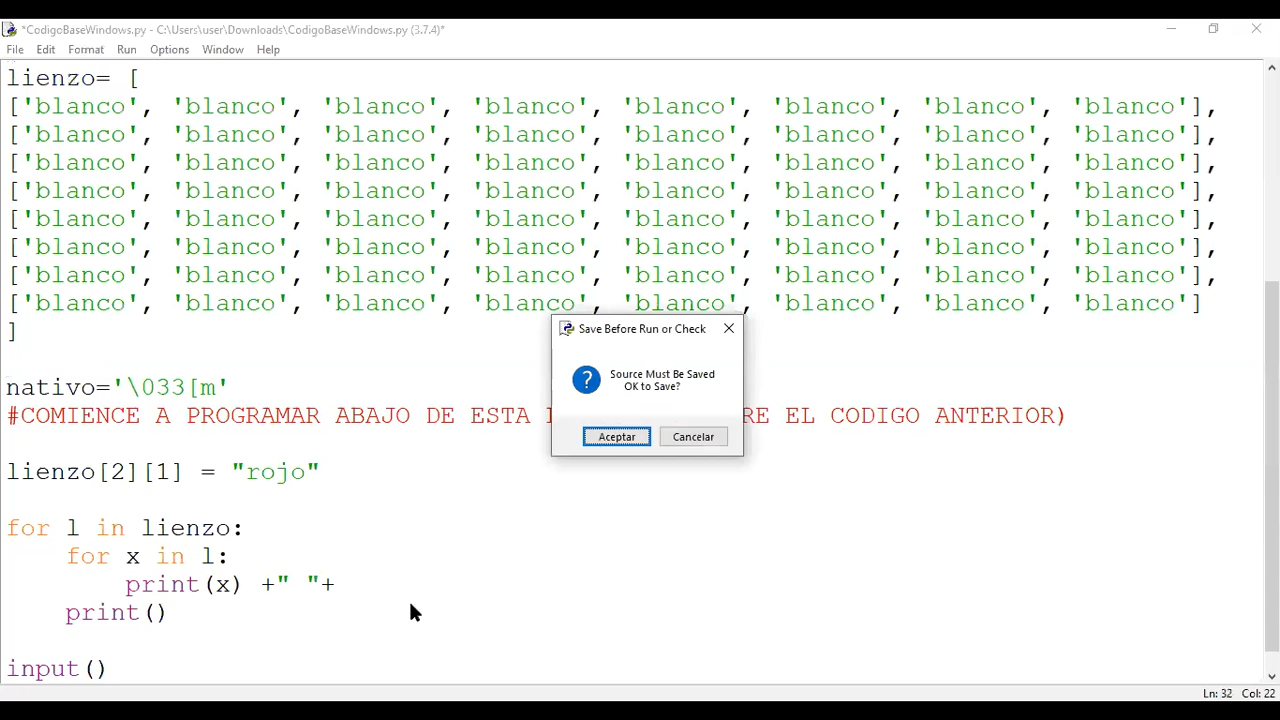 *CodigoBaseWindows.py - C:\Users\user\Downloads\CodigoBaseWindows.py (3.7.4)*
File Edit Format Run Options Window Help
lienzo= [
['blanco', 'blanco', 'blanco', 'blanco', 'blanco', 'blanco', 'blanco', 'blanco'],
['blanco', 'blanco', 'blanco', 'blanco', 'blanco', 'blanco', 'blanco', 'blanco'],
['blanco', 'blanco', 'blanco', 'blanco', 'blanco', 'blanco', 'blanco', 'blanco'],
['blanco', 'blanco', 'blanco', 'blanco', 'blanco', 'blanco', 'blanco', 'blanco'],
['blanco', 'blanco', 'blanco', 'blanco', 'blanco', 'blanco', 'blanco', 'blanco'],
['blanco', 'blanco', 'blanco', 'blanco', 'blanco', 'blanco', 'blanco', 'blanco'],
['blanco', 'blanco', 'blanco', 'blanco', 'blanco', 'blanco', 'blanco', 'blanco'],
['blanco', 'blanco', 'blanco', 'blanco', 'blanco', 'blanco', 'blanco', 'blanco']
]
Save Before Run or Check
Source Must Be Saved
OK to Save?
Aceptar Cancelar
nativo='\033[m'
#COMIENCE A PROGRAMAR ABAJO DE ESTA EL CODIGO ANTERIOR)
lienzo[2][1] = "rojo"
for l in lienzo:
    for x in l:
        print(x) +" "+
    print()
input()
Ln: 32 Col: 22